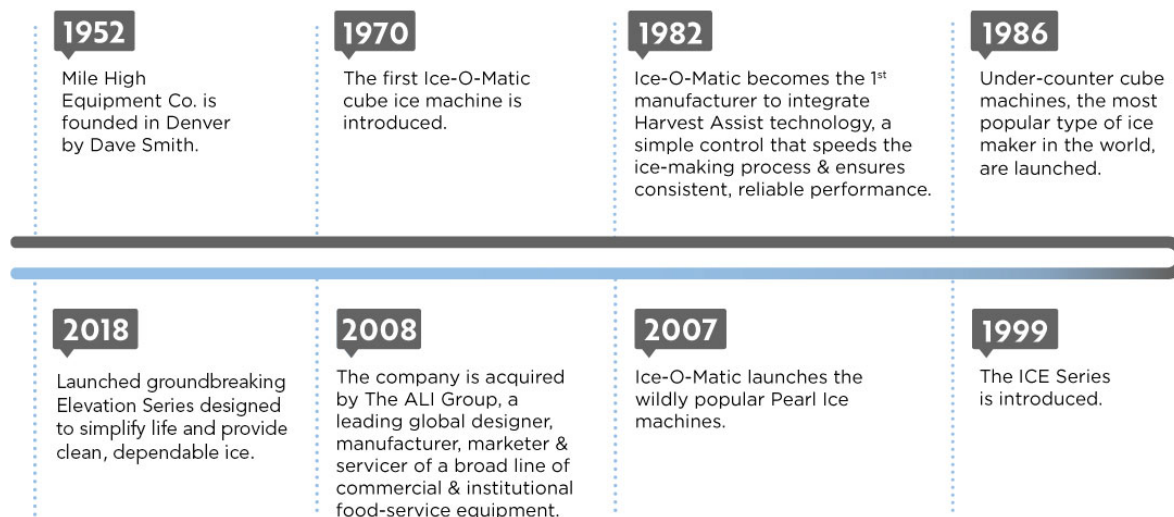 1952
Mile High
Equipment Co. is
founded in Denver
by Dave Smith.
1970
The first Ice-O-Matic
cube ice machine is
introduced.
1982
Ice-O-Matic becomes the 1st
manufacturer to integrate
Harvest Assist technology, a
simple control that speeds the
ice-making process & ensures
consistent, reliable performance.
1986
Under-counter cube
machines, the most
popular type of ice
maker in the world,
are launched.
2018
Launched groundbreaking
Elevation Series designed
to simplify life and provide
clean, dependable ice.
2008
The company is acquired
by The ALI Group, a
leading global designer,
manufacturer, marketer &
servicer of a broad line of
commercial & institutional
food-service equipment.
2007
Ice-O-Matic launches the
wildly popular Pearl Ice
machines.
1999
The ICE Series
is introduced.